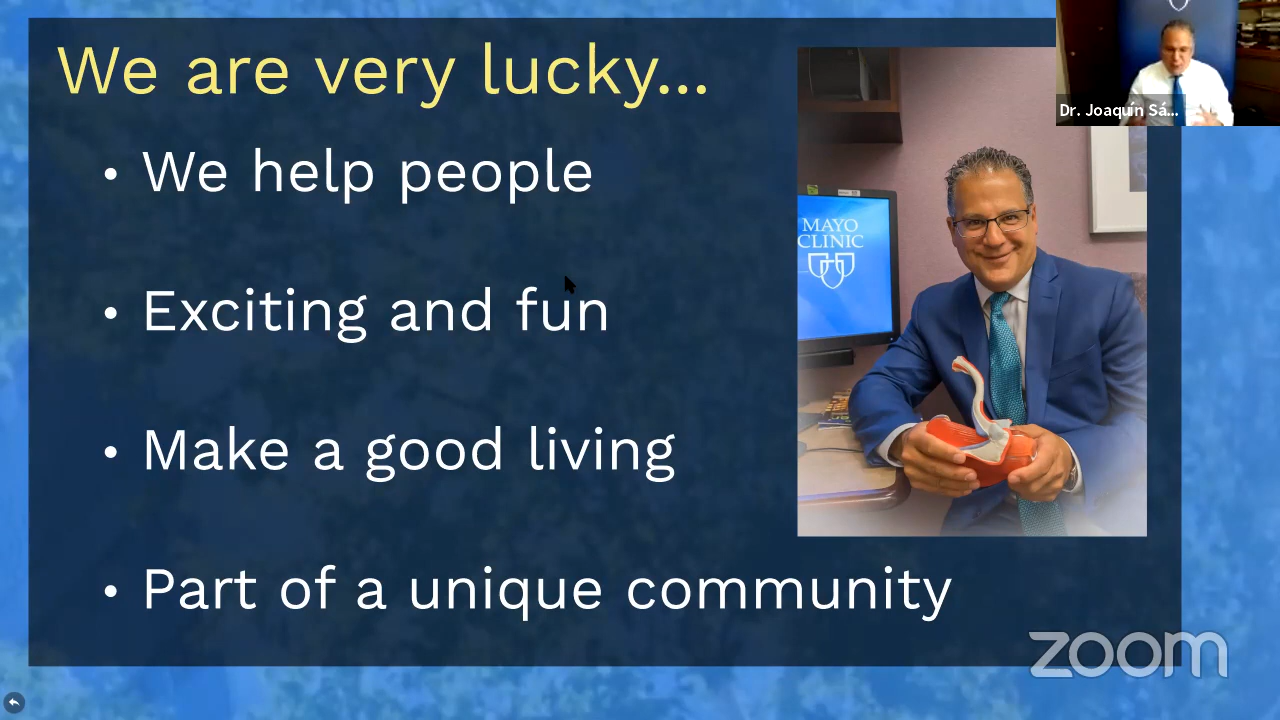 We are very lucky...
• We help people
• Exciting and fun
• Make a good living
• Part of a unique community
MAYO
CLINIC
Dr. Joaquín Sá...
zoom